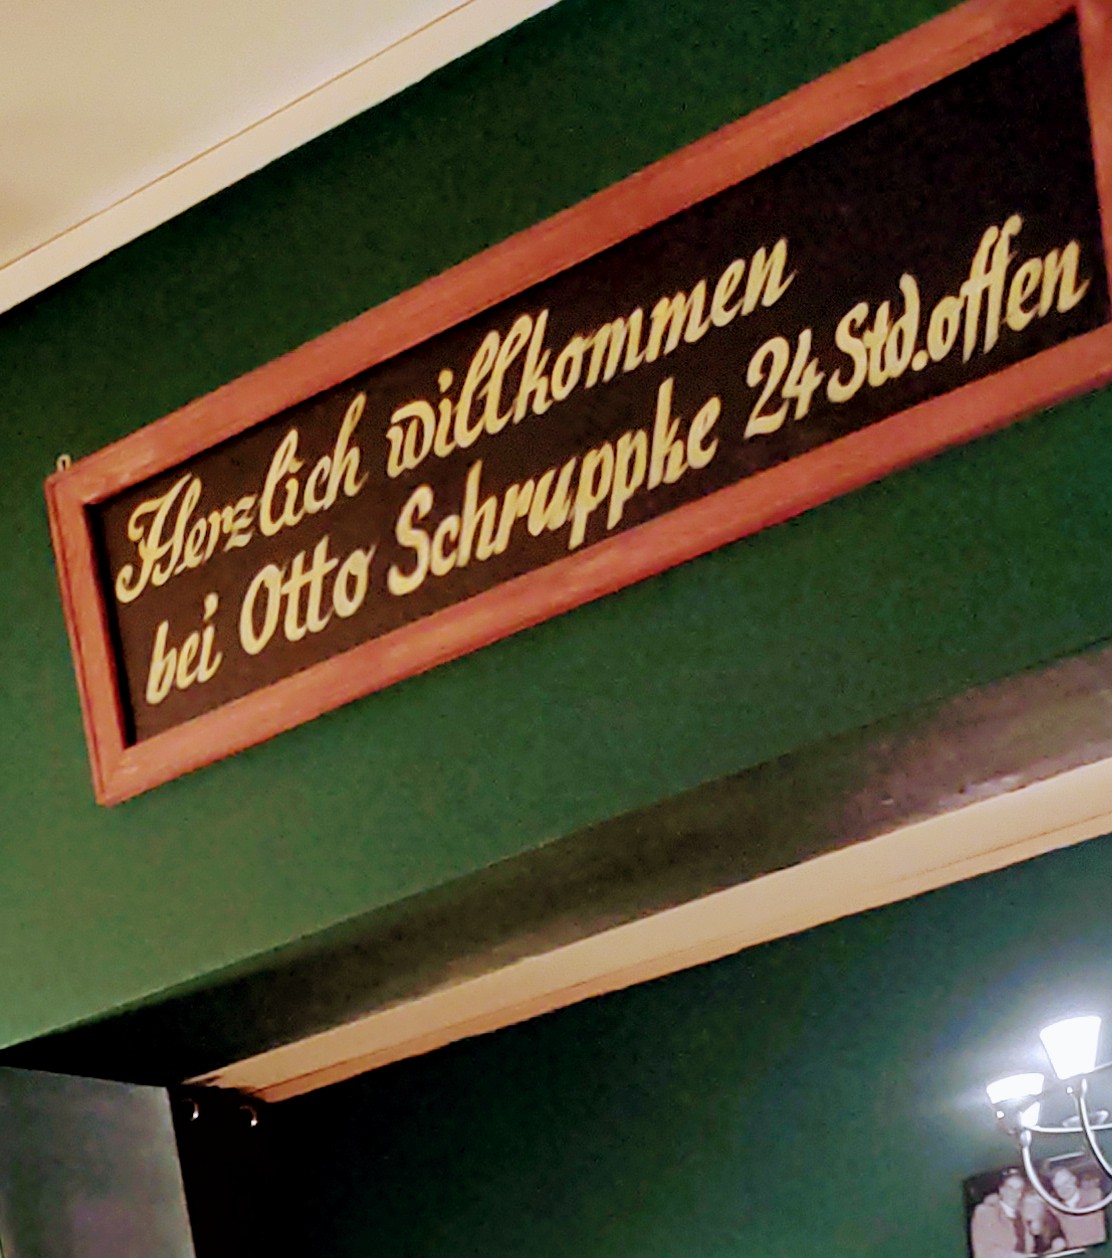 Herzlich willkommen
bei Otto Schruppke 24 Std.offen